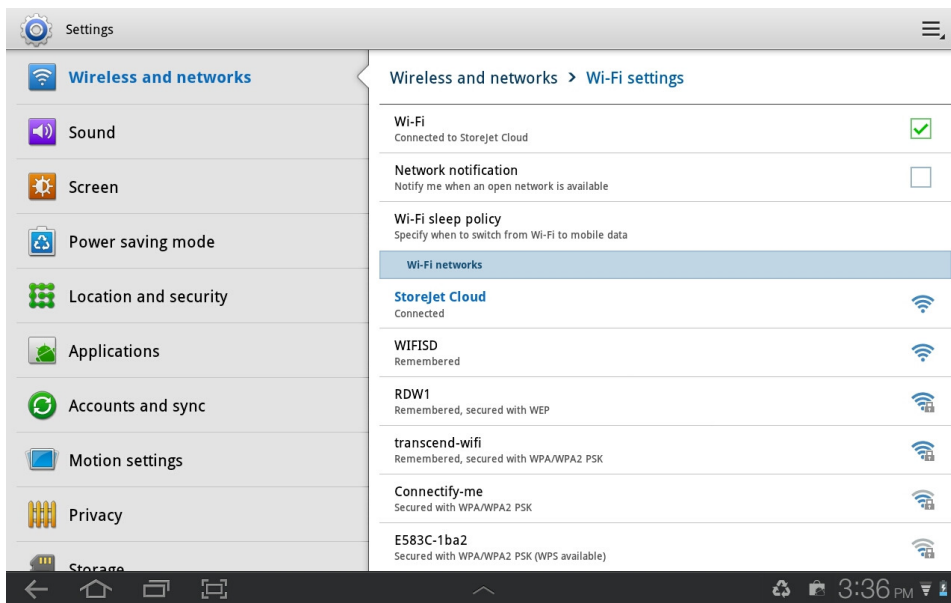 Settings
Wireless and networks
Sound
Screen
Power saving mode
Location and security
Applications
Accounts and sync
Motion settings
Privacy
Storage
Wireless and networks > Wi-Fi settings
Wi-Fi
Connected to StoreJet Cloud
Network notification
Notify me when an open network is available
Wi-Fi sleep policy
Specify when to switch from Wi-Fi to mobile data
Wi-Fi networks
StoreJet Cloud
Connected
WIFISD
Remembered
RDW1
Remembered, secured with WEP
transcend-wifi
Remembered, secured with WPA/WPA2 PSK
Connectify-me
Secured with WPA/WPA2 PSK
E583C-1ba2
Secured with WPA/WPA2 PSK (WPS available)
3:36 PM